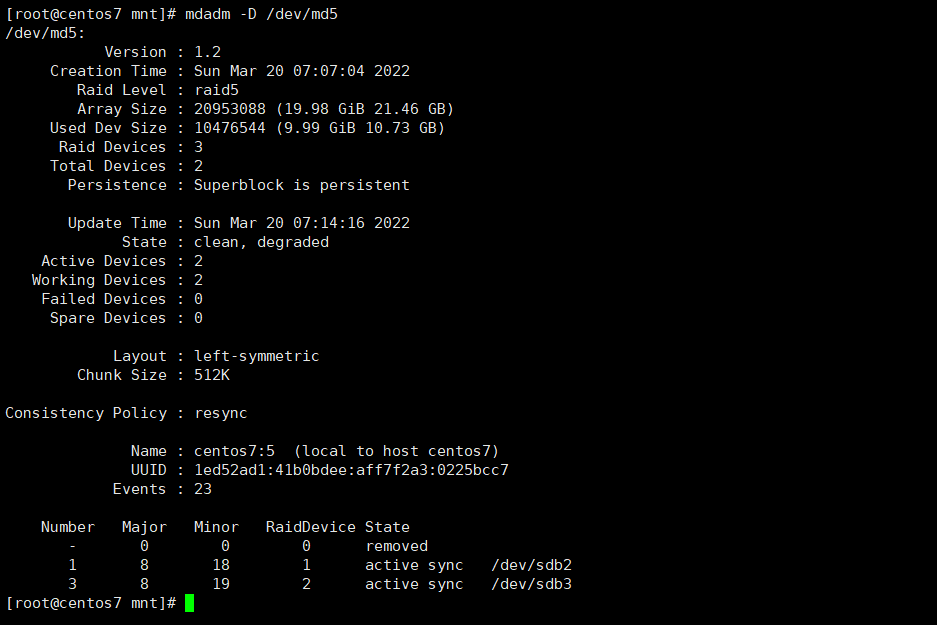 [root@centos7 mnt]# mdadm -D /dev/md5
/dev/md5:
           Version : 1.2
     Creation Time : Sun Mar 20 07:07:04 2022
        Raid Level : raid5
        Array Size : 20953088 (19.98 GiB 21.46 GB)
     Used Dev Size : 10476544 (9.99 GiB 10.73 GB)
      Raid Devices : 3
     Total Devices : 2
       Persistence : Superblock is persistent

       Update Time : Sun Mar 20 07:14:16 2022
             State : clean, degraded
    Active Devices : 2
   Working Devices : 2
    Failed Devices : 0
     Spare Devices : 0

            Layout : left-symmetric
        Chunk Size : 512K

Consistency Policy : resync

              Name : centos7:5  (local to host centos7)
              UUID : 1ed52ad1:41b0bdee:aff7f2a3:0225bcc7
            Events : 23

    Number   Major   Minor   RaidDevice State
       -       0        0        0      removed
       1       8       18        1      active sync   /dev/sdb2
       3       8       19        2      active sync   /dev/sdb3
[root@centos7 mnt]#